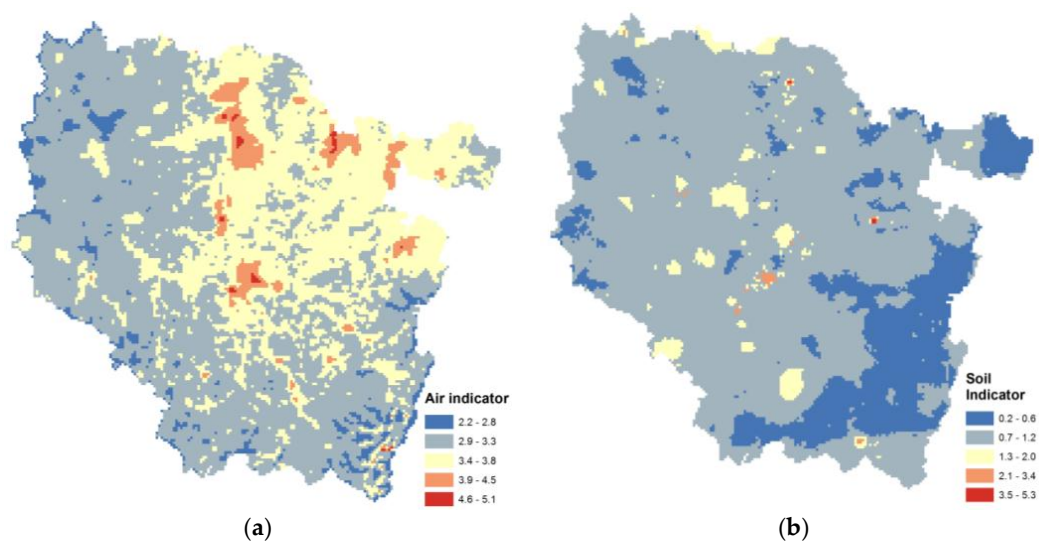 Air indicator
2.2 - 2.8
2.9 - 3.3
3.4 - 3.8
3.9 - 4.5
4.6 - 5.1
(a)
Soil
Indicator
0.2 - 0.6
0.7 - 1.2
1.3 - 2.0
2.1 - 3.4
3.5 - 5.3
(b)